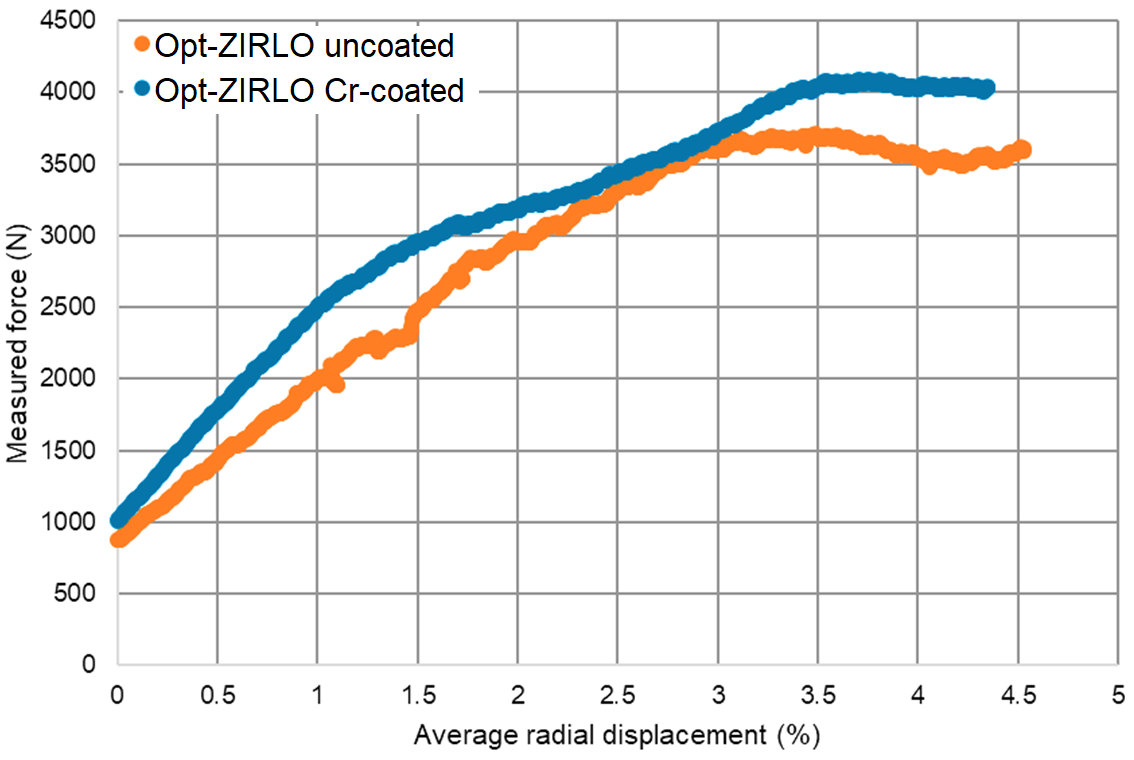 Opt-ZIRLO uncoated
Opt-ZIRLO Cr-coated
4500
4000
3500
3000
2500
2000
1500
1000
500
0
Measured force (N)
0 0.5 1 1.5 2 2.5 3 3.5 4 4.5 5
Average radial displacement (%)